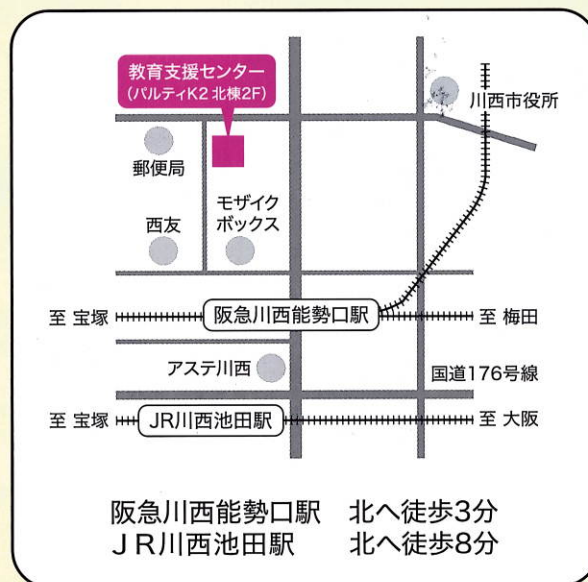 教育支援センター
（パルティK2 北棟2F）
川西市役所
郵便局
モザイク
ボックス
西友
至 宝塚
阪急川西能勢口駅
至 梅田
アステ川西
国道176号線
至 宝塚
JR川西池田駅
至 大阪
阪急川西能勢口駅 北へ徒歩3分
ＪＲ川西池田駅 北へ徒歩8分